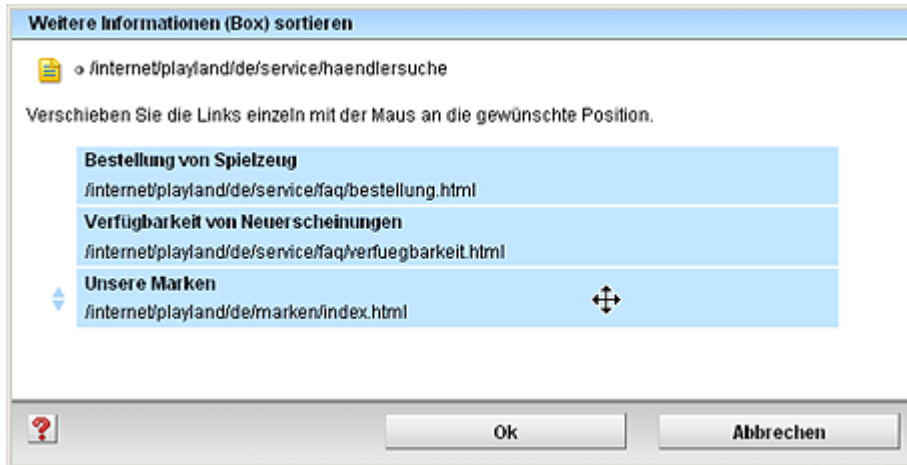 Weitere Informationen (Box) sortieren
/internet/playland/de/service/haendlersuche
Verschieben Sie die Links einzeln mit der Maus an die gewünschte Position.
Bestellung von Spielzeug
/internet/playland/de/service/faq/bestellung.html
Verfügbarkeit von Neuerscheinungen
/internet/playland/de/service/faq/verfuegbarkeit.html
Unsere Marken
/internet/playland/de/marken/index.html
?
Ok
Abbrechen